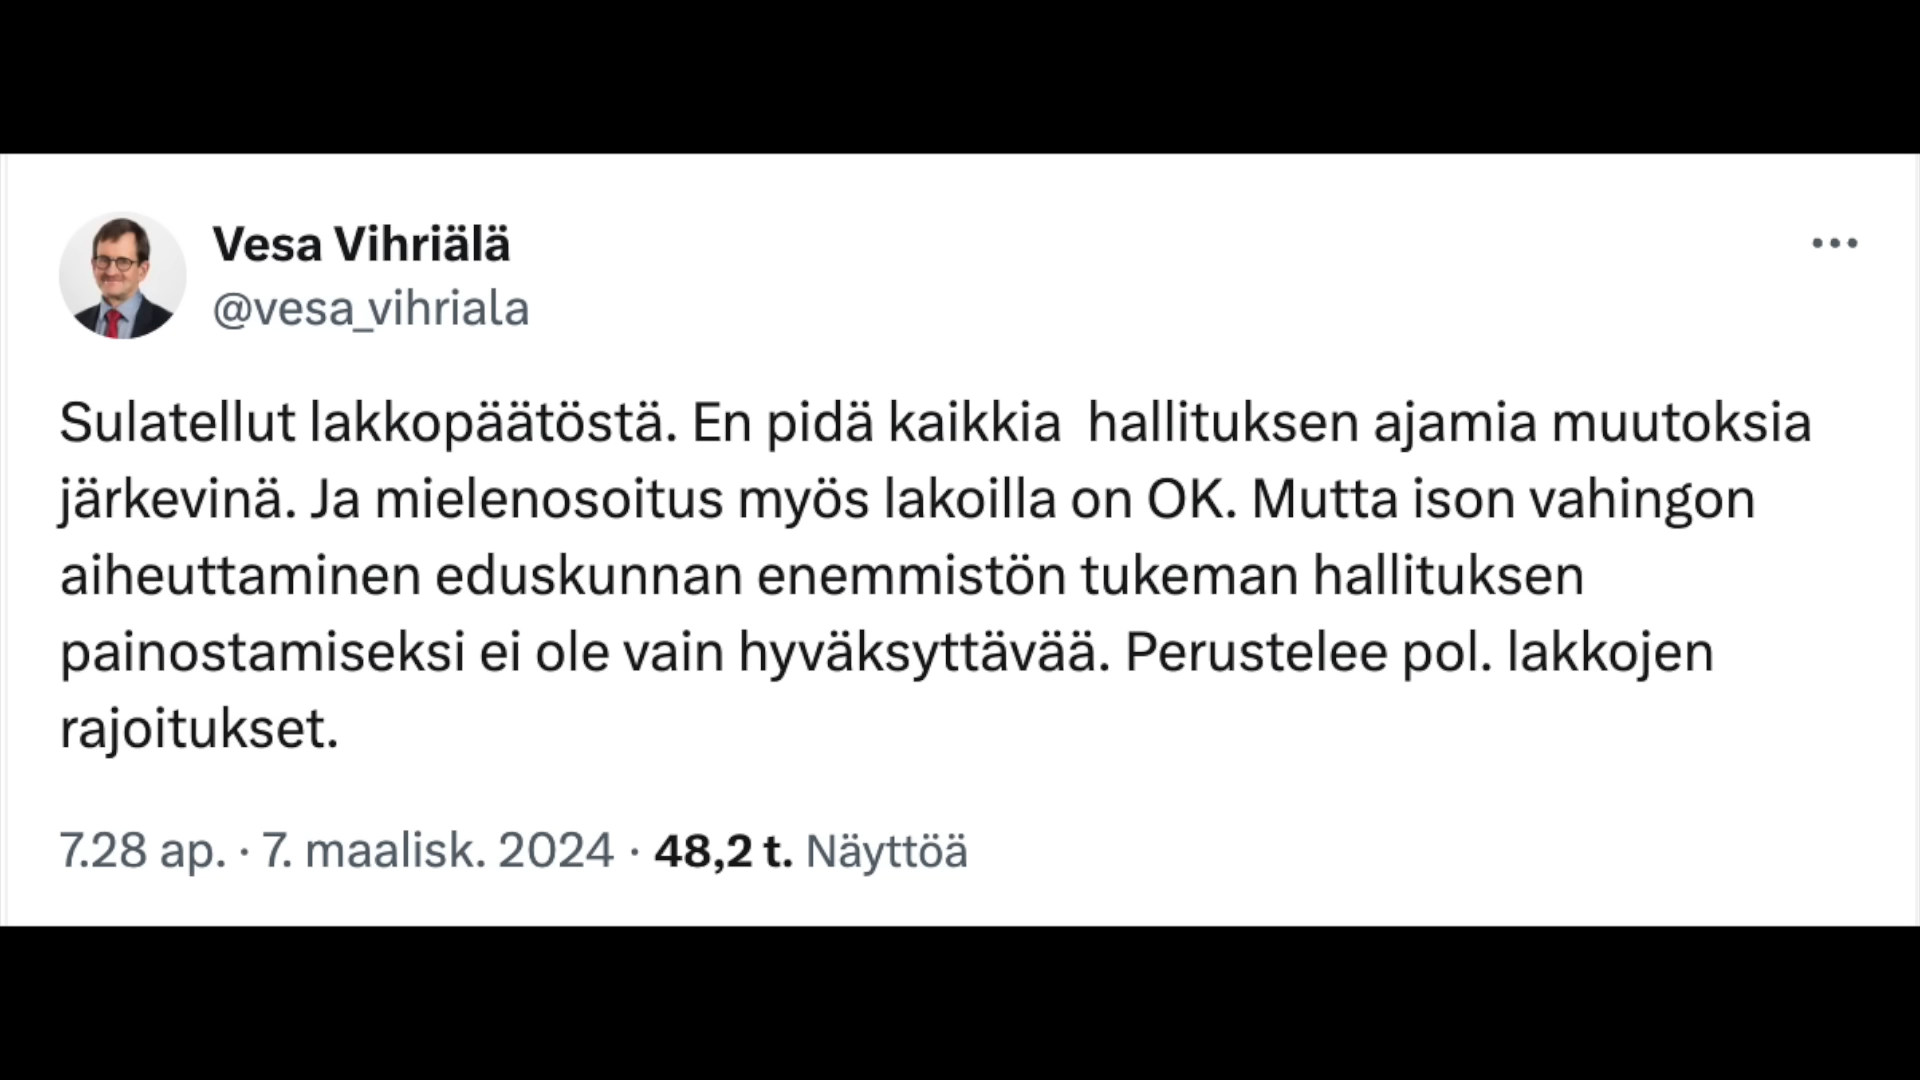 Vesa Vihriälä
@vesa_vihriala
Sulatellut lakkopäätöstä. En pidä kaikkia  hallituksen ajamia muutoksia
järkevinä. Ja mielenosoitus myös lakoilla on OK. Mutta ison vahingon
aiheuttaminen eduskunnan enemmistön tukeman hallituksen
painostamiseksi ei ole vain hyväksyttävää. Perustelee pol. lakkojen
rajoitukset.
7.28 ap. · 7. maalisk. 2024 · 48,2 t. Näyttöä